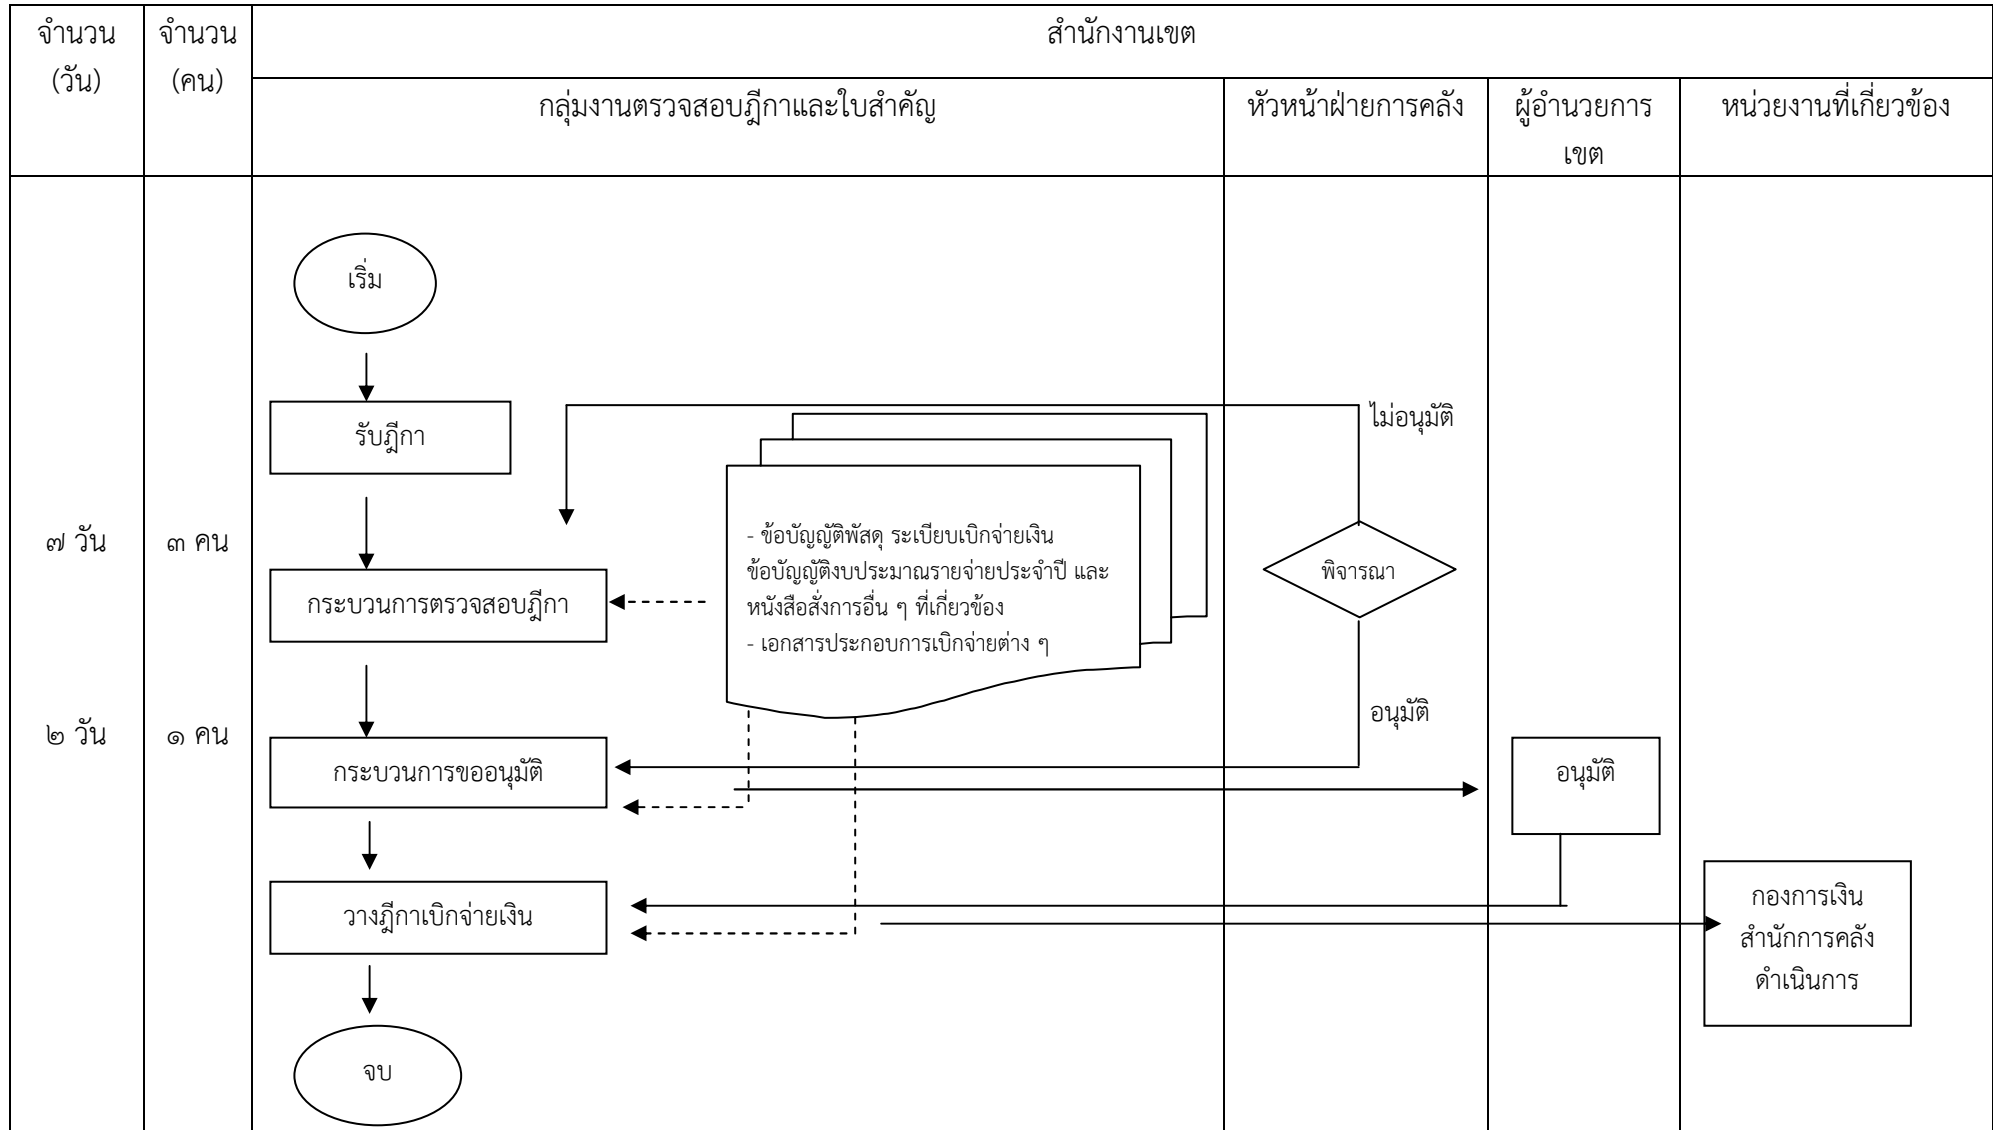 จำนวน
(วัน)
จำนวน
(คน)
สำนักงานเขต
กลุ่มงานตรวจสอบฎีกาและใบสำคัญ
หัวหน้าฝ่ายการคลัง
ผู้อำนวยการ
เขต
หน่วยงานที่เกี่ยวข้อง
เริ่ม
รับฎีกา
ไม่อนุมัติ
๗ วัน
๓ คน
- ข้อบัญญัติพัสดุ ระเบียบเบิกจ่ายเงิน
ข้อบัญญัติงบประมาณรายจ่ายประจำปี และ
หนังสือสั่งการอื่น ๆ ที่เกี่ยวข้อง
- เอกสารประกอบการเบิกจ่ายต่าง ๆ
พิจารณา
กระบวนการตรวจสอบฎีกา
อนุมัติ
๒ วัน
๑ คน
กระบวนการขออนุมัติ
อนุมัติ
วางฎีกาเบิกจ่ายเงิน
กองการเงิน
สำนักการคลัง
ดำเนินการ
จบ